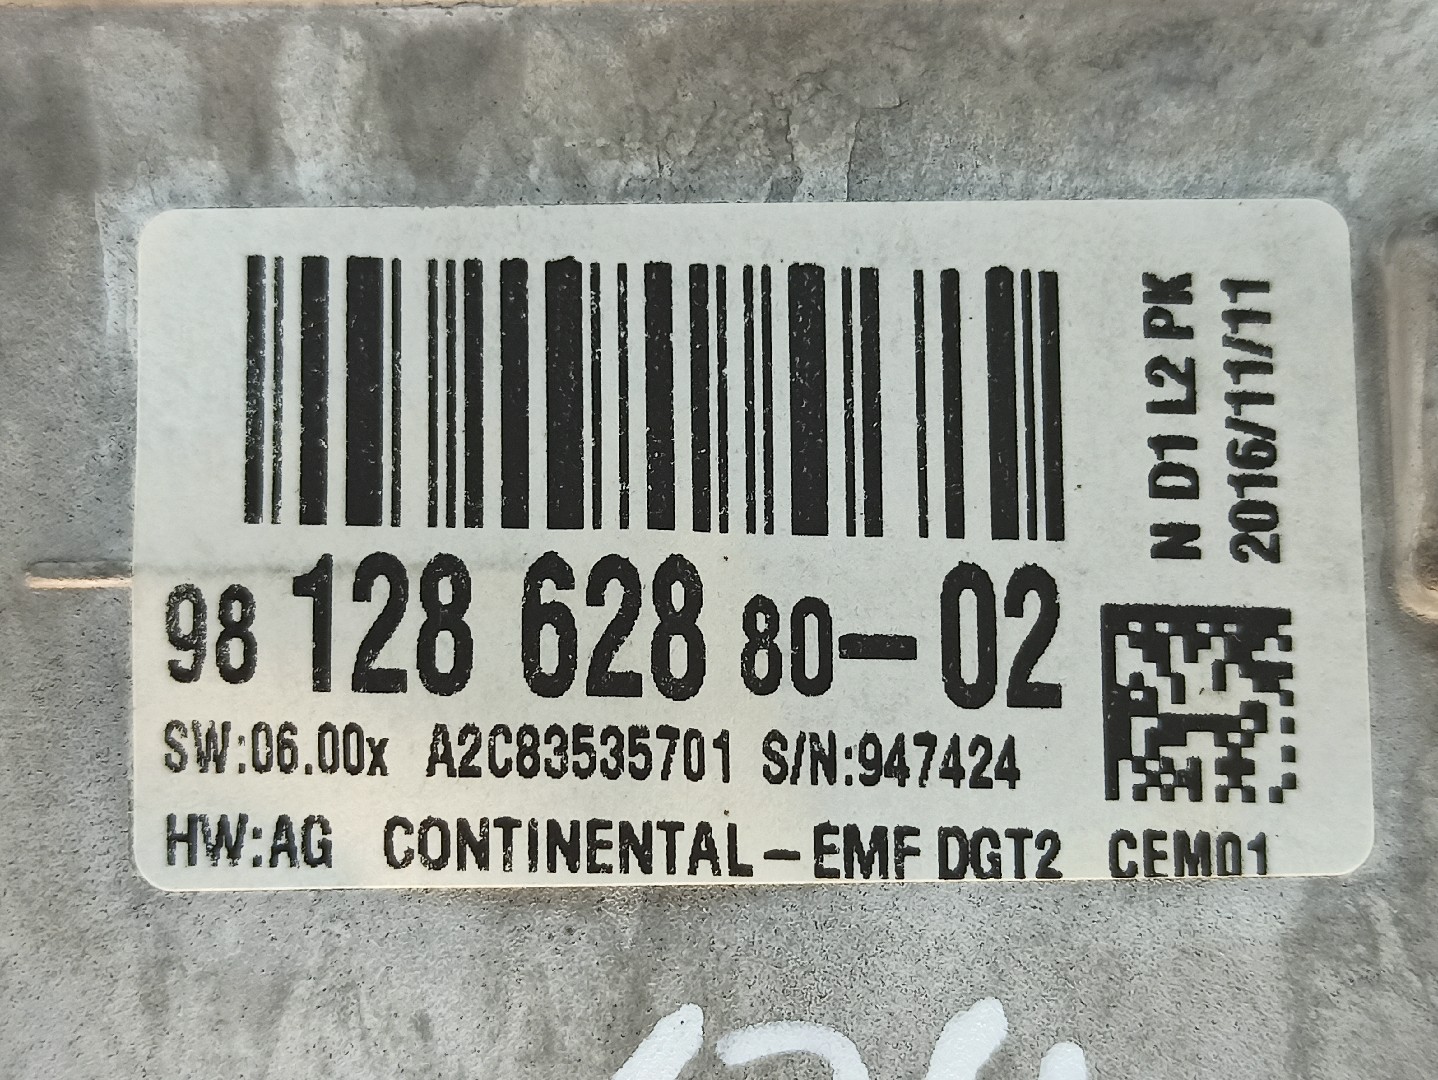 98 128 628 80-02
SW:06.00x A2C83535701 S/N:947424
HW:AG CONTINENTAL-EMF DGT2 CEM01
N D1 L2 PK
2016/11/11